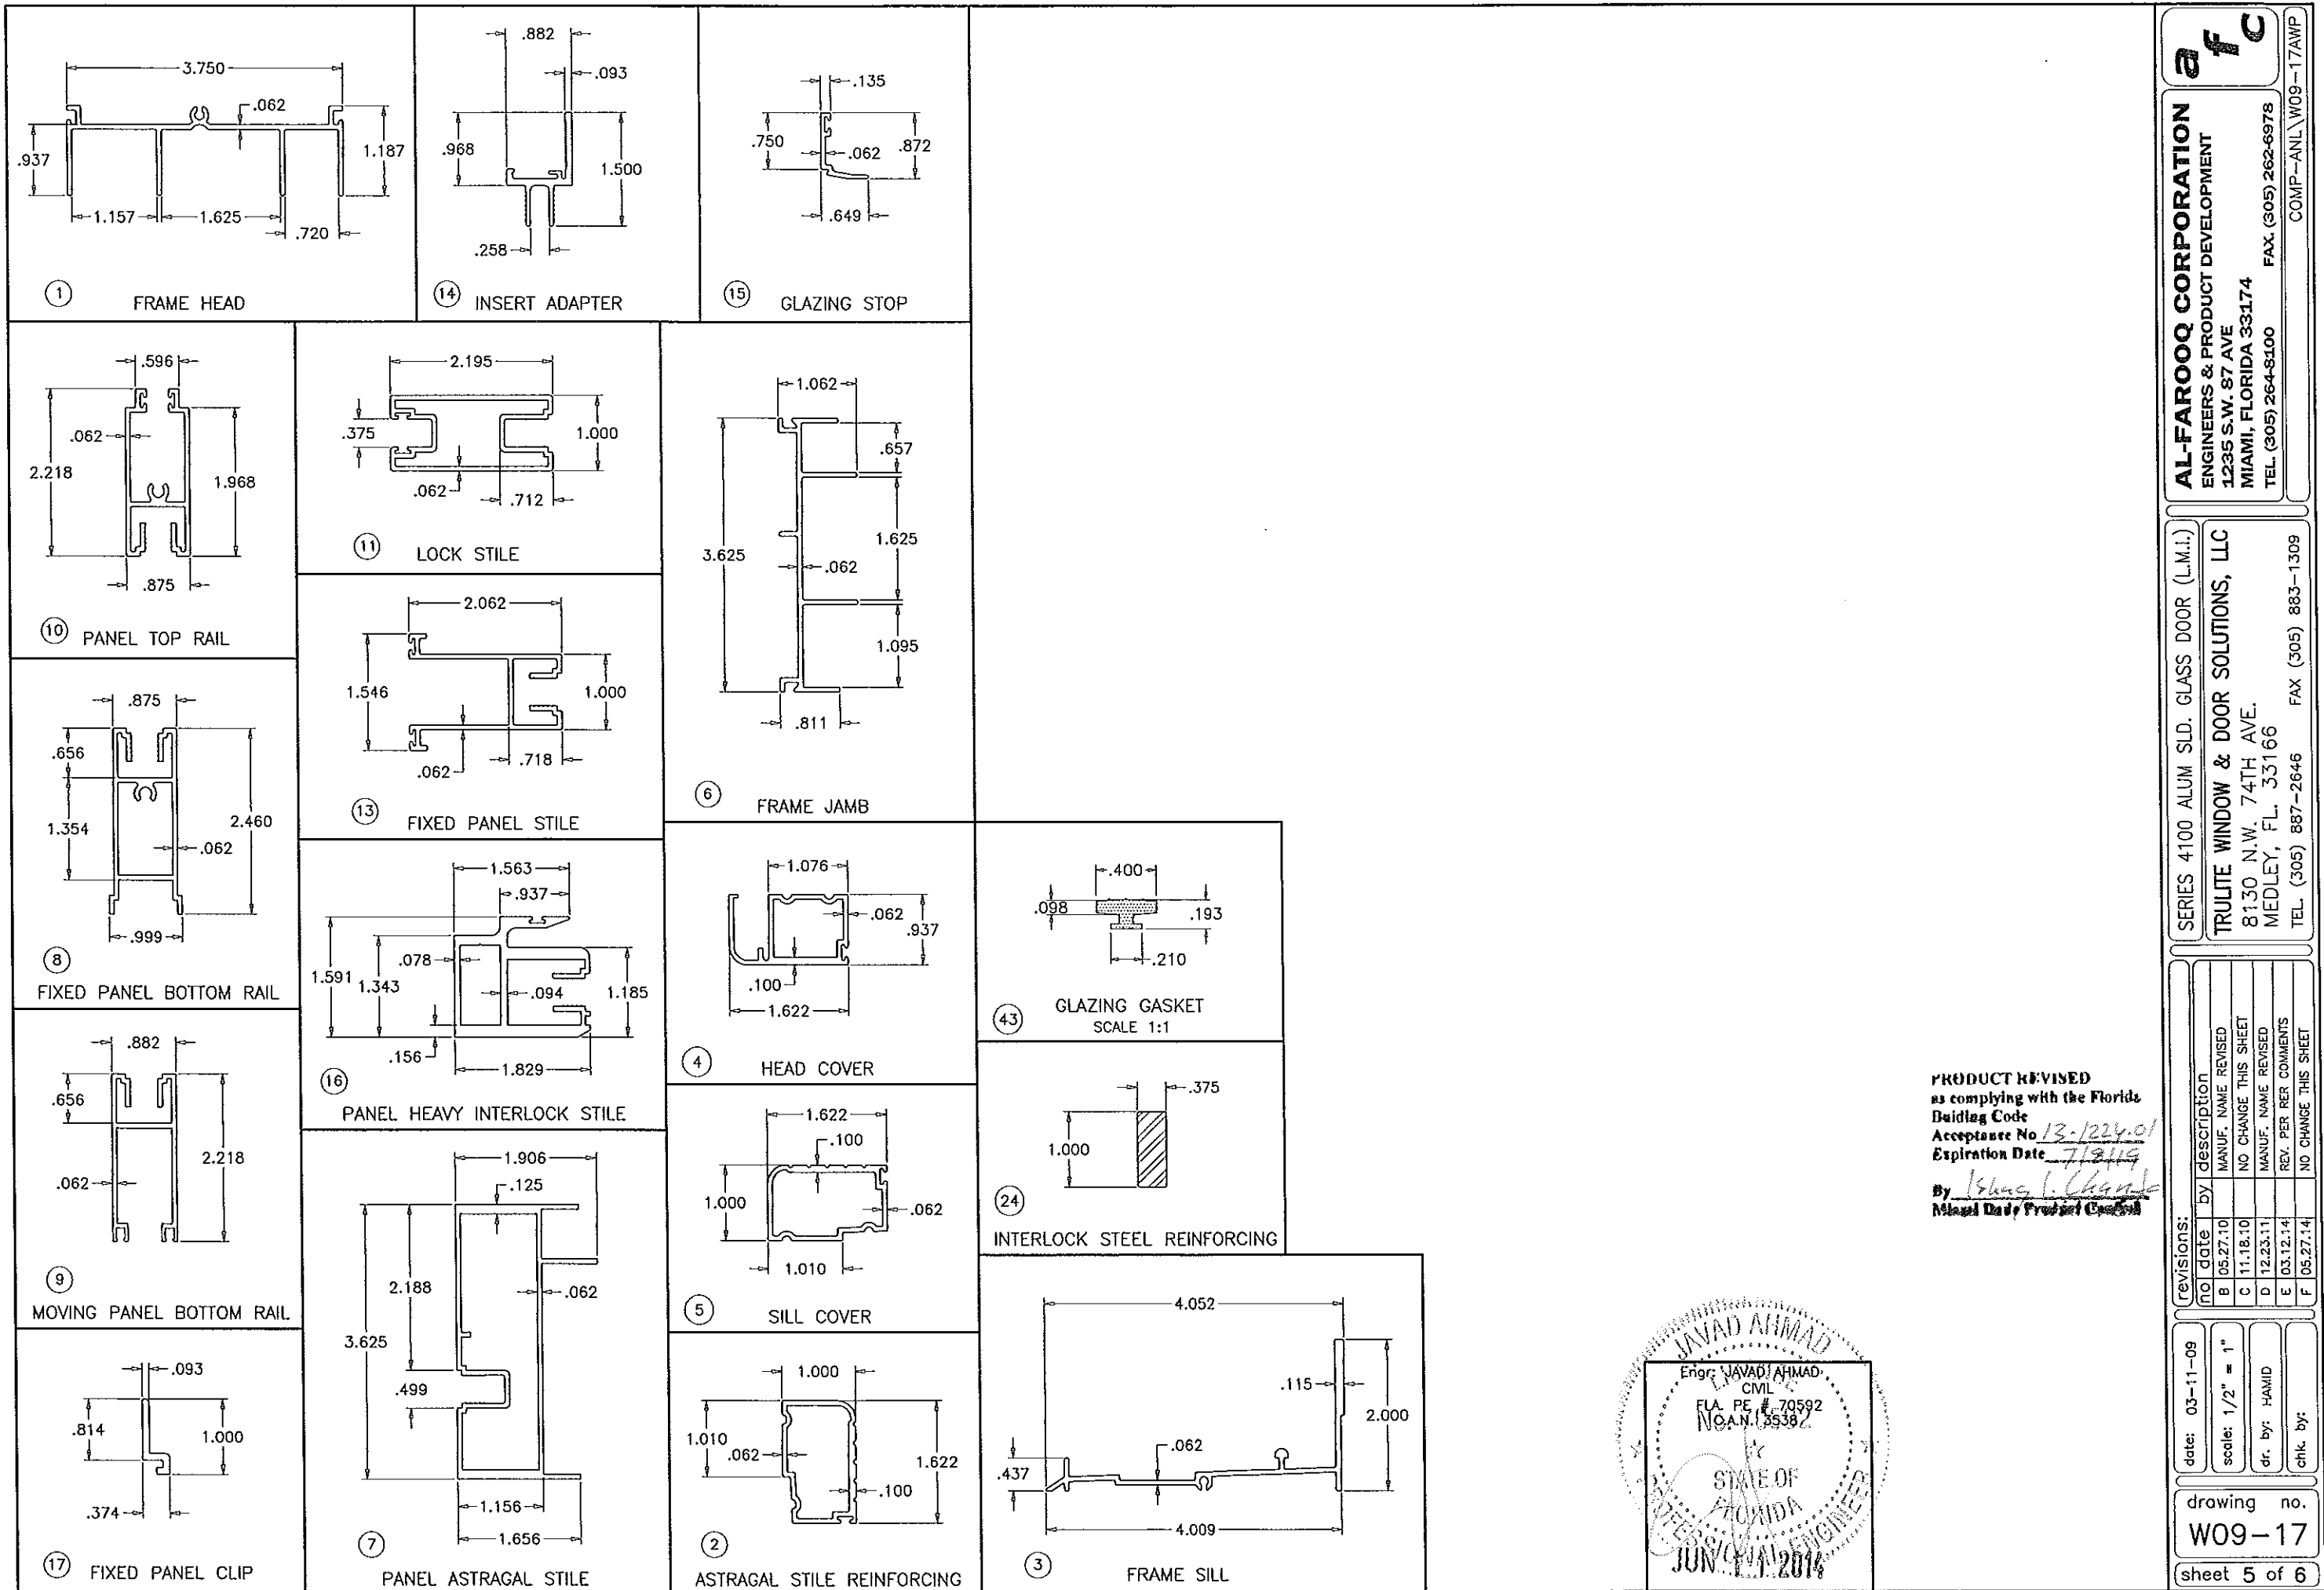 3.750
.062
.937
1.187
1.157
1.625
.720
1 FRAME HEAD
.882
.093
.968
1.500
.258
14 INSERT ADAPTER
.135
.750
.062
.872
.649
15 GLAZING STOP
.596
.062
2.218
1.968
.875
10 PANEL TOP RAIL
2.195
.375
1.000
.062
.712
11 LOCK STILE
1.062
.657
3.625
1.625
.062
1.095
.811
6 FRAME JAMB
2.062
1.546
1.000
.062
.718
13 FIXED PANEL STILE
.875
.656
1.354
2.460
.062
.999
8 FIXED PANEL BOTTOM RAIL
1.563
.937
1.591
1.343
.078
.094
1.185
.156
1.829
16 PANEL HEAVY INTERLOCK STILE
1.076
.062
.937
.100
1.622
4 HEAD COVER
.400
.098
.193
.210
43 GLAZING GASKET
SCALE 1:1
.882
.656
2.218
.062
9 MOVING PANEL BOTTOM RAIL
1.622
.100
1.000
.062
1.010
5 SILL COVER
.375
1.000
24 INTERLOCK STEEL REINFORCING
.093
.814
1.000
.374
17 FIXED PANEL CLIP
1.906
.125
2.188
.062
3.625
.499
1.156
1.656
7 PANEL ASTRAGAL STILE
1.000
1.010
.062
1.622
.100
2 ASTRAGAL STILE REINFORCING
4.052
.115
2.000
.062
.437
4.009
3 FRAME SILL
PRODUCT REVISED
as complying with the Florida
Building Code
Acceptance No 13-1224.01
Expiration Date 7/8/19
By
Miami Dade Product Control
JAVAD AHMAD
LICENSE
No. 70592
STATE OF
FLORIDA
PROFESSIONAL ENGINEER
Engr: JAVAD AHMAD
CIVIL
FLA. PE # 70592
C.A.N. 3538
JUN 11 2014
afc
AL-FAROOQ CORPORATION
ENGINEERS & PRODUCT DEVELOPMENT
1235 S.W. 87 AVE
MIAMI, FLORIDA 33174
TEL. (305) 264-8100 FAX. (305) 262-6978
COMP-ANL\W09-17AWP
SERIES 4100 ALUM SLD. GLASS DOOR (L.M.I.)
TRULITE WINDOW & DOOR SOLUTIONS, LLC
8130 N.W. 74TH AVE.
MEDLEY, FL. 33166
TEL. (305) 887-2646 FAX (305) 883-1309
revisions:
no date by description
B 05.27.10 MANUF. NAME REVISED
C 11.18.10 NO CHANGE THIS SHEET
D 12.23.11 MANUF. NAME REVISED
E 03.12.14 REV. PER RER COMMENTS
F 05.27.14 NO CHANGE THIS SHEET
date: 03-11-09
scale: 1/2" = 1"
dr. by: HAMID
chk. by:
drawing no.
W09-17
sheet 5 of 6